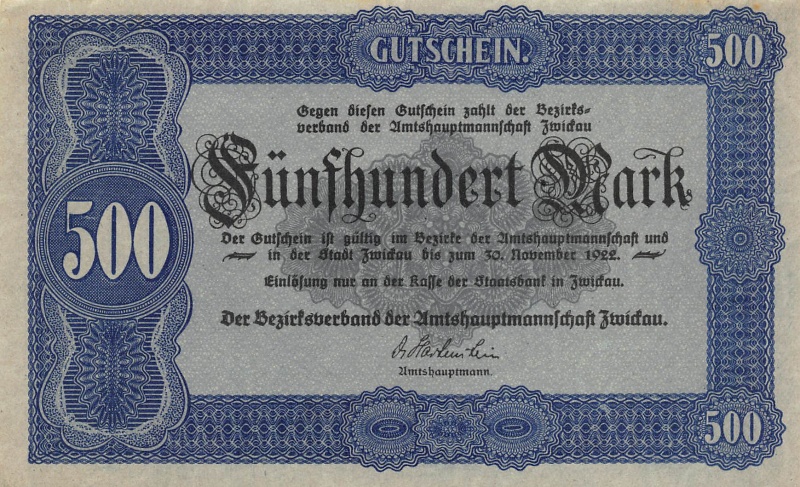 GUTSCHEIN.
500
Gegen diesen Gutschein zahlt der Bezirks-
verband der Amtshauptmannschaft Zwickau
Fünfhundert Mark
500
Der Gutschein ist gültig im Bezirke der Amtshauptmannschaft und
in der Stadt Zwickau bis zum 30. November 1922.
Einlösung nur an der Kasse der Staatsbank in Zwickau.
Der Bezirksverband der Amtshauptmannschaft Zwickau.
Dr Hartenstein
Amtshauptmann.
500